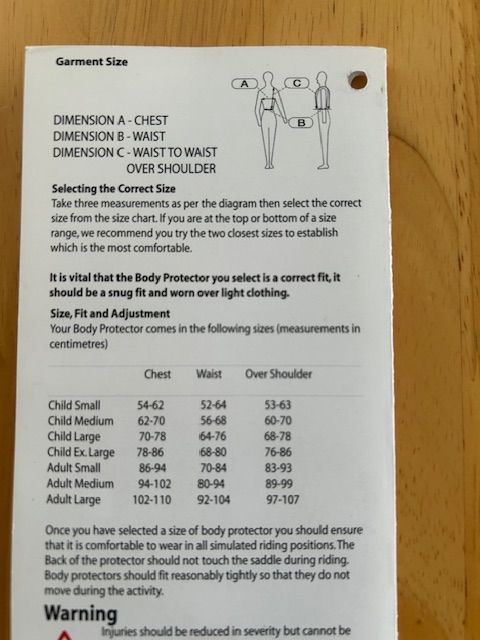 Garment Size
A
C
B
DIMENSION A - CHEST
DIMENSION B - WAIST
DIMENSION C - WAIST TO WAIST
OVER SHOULDER
Selecting the Correct Size
Take three measurements as per the diagram then select the correct
size from the size chart. If you are at the top or bottom of a size
range, we recommend you try the two closest sizes to establish
which is the most comfortable.
It is vital that the Body Protector you select is a correct fit, it
should be a snug fit and worn over light clothing.
Size, Fit and Adjustment
Your Body Protector comes in the following sizes (measurements in
centimetres)
Chest Waist Over Shoulder
Child Small 54-62 52-64 53-63
Child Medium 62-70 56-68 60-70
Child Large 70-78 64-76 68-78
Child Ex. Large 78-86 68-80 76-86
Adult Small 86-94 70-84 83-93
Adult Medium 94-102 80-94 89-99
Adult Large 102-110 92-104 97-107
Once you have selected a size of body protector you should ensure
that it is comfortable to wear in all simulated riding positions. The
Back of the protector should not touch the saddle during riding.
Body protectors should fit reasonably tightly so that they do not
move during the activity.
Warning
Injuries should be reduced in severity but cannot be